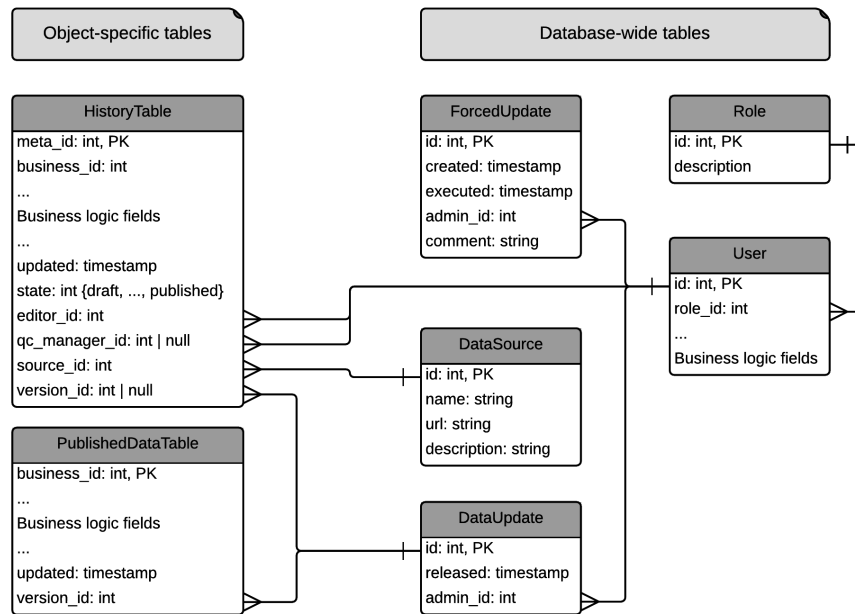 Object-specific tables
Database-wide tables
HistoryTable
meta_id: int, PK
business_id: int
...
Business logic fields
...
updated: timestamp
state: int {draft, ..., published}
editor_id: int
qc_manager_id: int | null
source_id: int
version_id: int | null
PublishedDataTable
business_id: int, PK
...
Business logic fields
...
updated: timestamp
version_id: int
ForcedUpdate
id: int, PK
created: timestamp
executed: timestamp
admin_id: int
comment: string
DataSource
id: int, PK
name: string
url: string
description: string
DataUpdate
id: int, PK
released: timestamp
admin_id: int
Role
id: int, PK
description
User
id: int, PK
role_id: int
...
Business logic fields